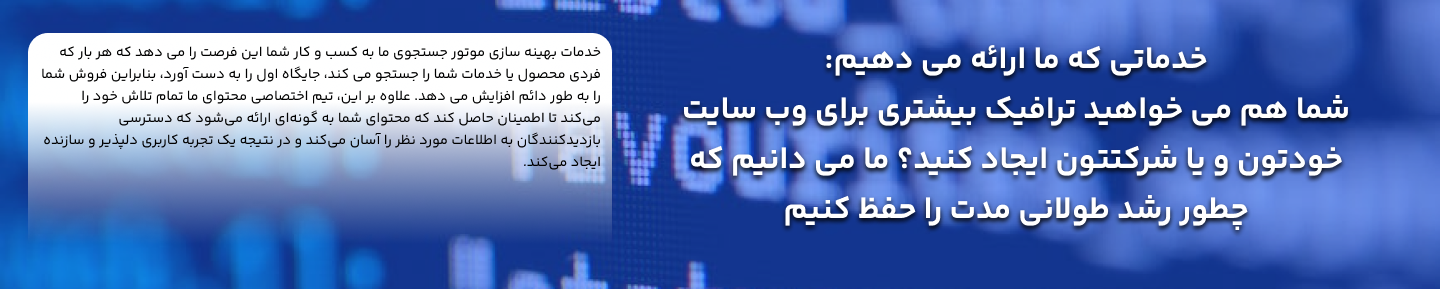 خدماتی که ما ارائه می دهیم:
شما هم می خواهید ترافیک بیشتری برای وب سایت
خودتون و یا شرکتتون ایجاد کنید؟ ما می دانیم که
چطور رشد طولانی مدت را حفظ کنیم
خدمات بهینه سازی موتور جستجوی ما به کسب و کار شما این فرصت را می دهد که هر بار که
فردی محصول یا خدمات شما را جستجو می کند، جایگاه اول را به دست آورد، بنابراین فروش شما
را به طور دائم افزایش می دهد. علاوه بر این، تیم اختصاصی محتوای ما تمام تلاش خود را
می‌کند تا اطمینان حاصل کند که محتوای شما به گونه‌ای ارائه می‌شود که دسترسی
بازدیدکنندگان به اطلاعات مورد نظر را آسان می‌کند و در نتیجه یک تجربه کاربری دلپذیر و سازنده
ایجاد می‌کند.